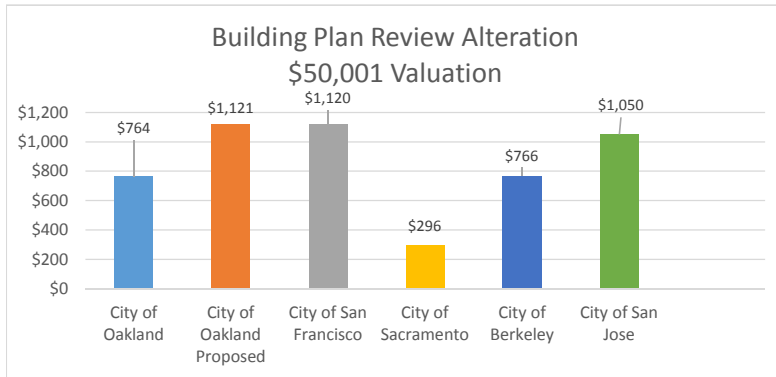 Building Plan Review Alteration
$50,001 Valuation
$1,200
$1,000
$800
$600
$400
$200
$0
$764
$1,121
$1,120
$296
$766
$1,050
City of
Oakland
City of
Oakland
Proposed
City of San
Francisco
City of
Sacramento
City of
Berkeley
City of San
Jose